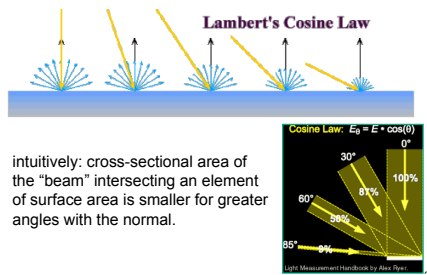 Lambert's Cosine Law
Cosine Law: Eθ = E • cos(θ)
0°
30°
100%
87%
60°
50%
85°
9%
Light Measurement Handbook by Alex Ryer.
intuitively: cross-sectional area of
the “beam” intersecting an element
of surface area is smaller for greater
angles with the normal.